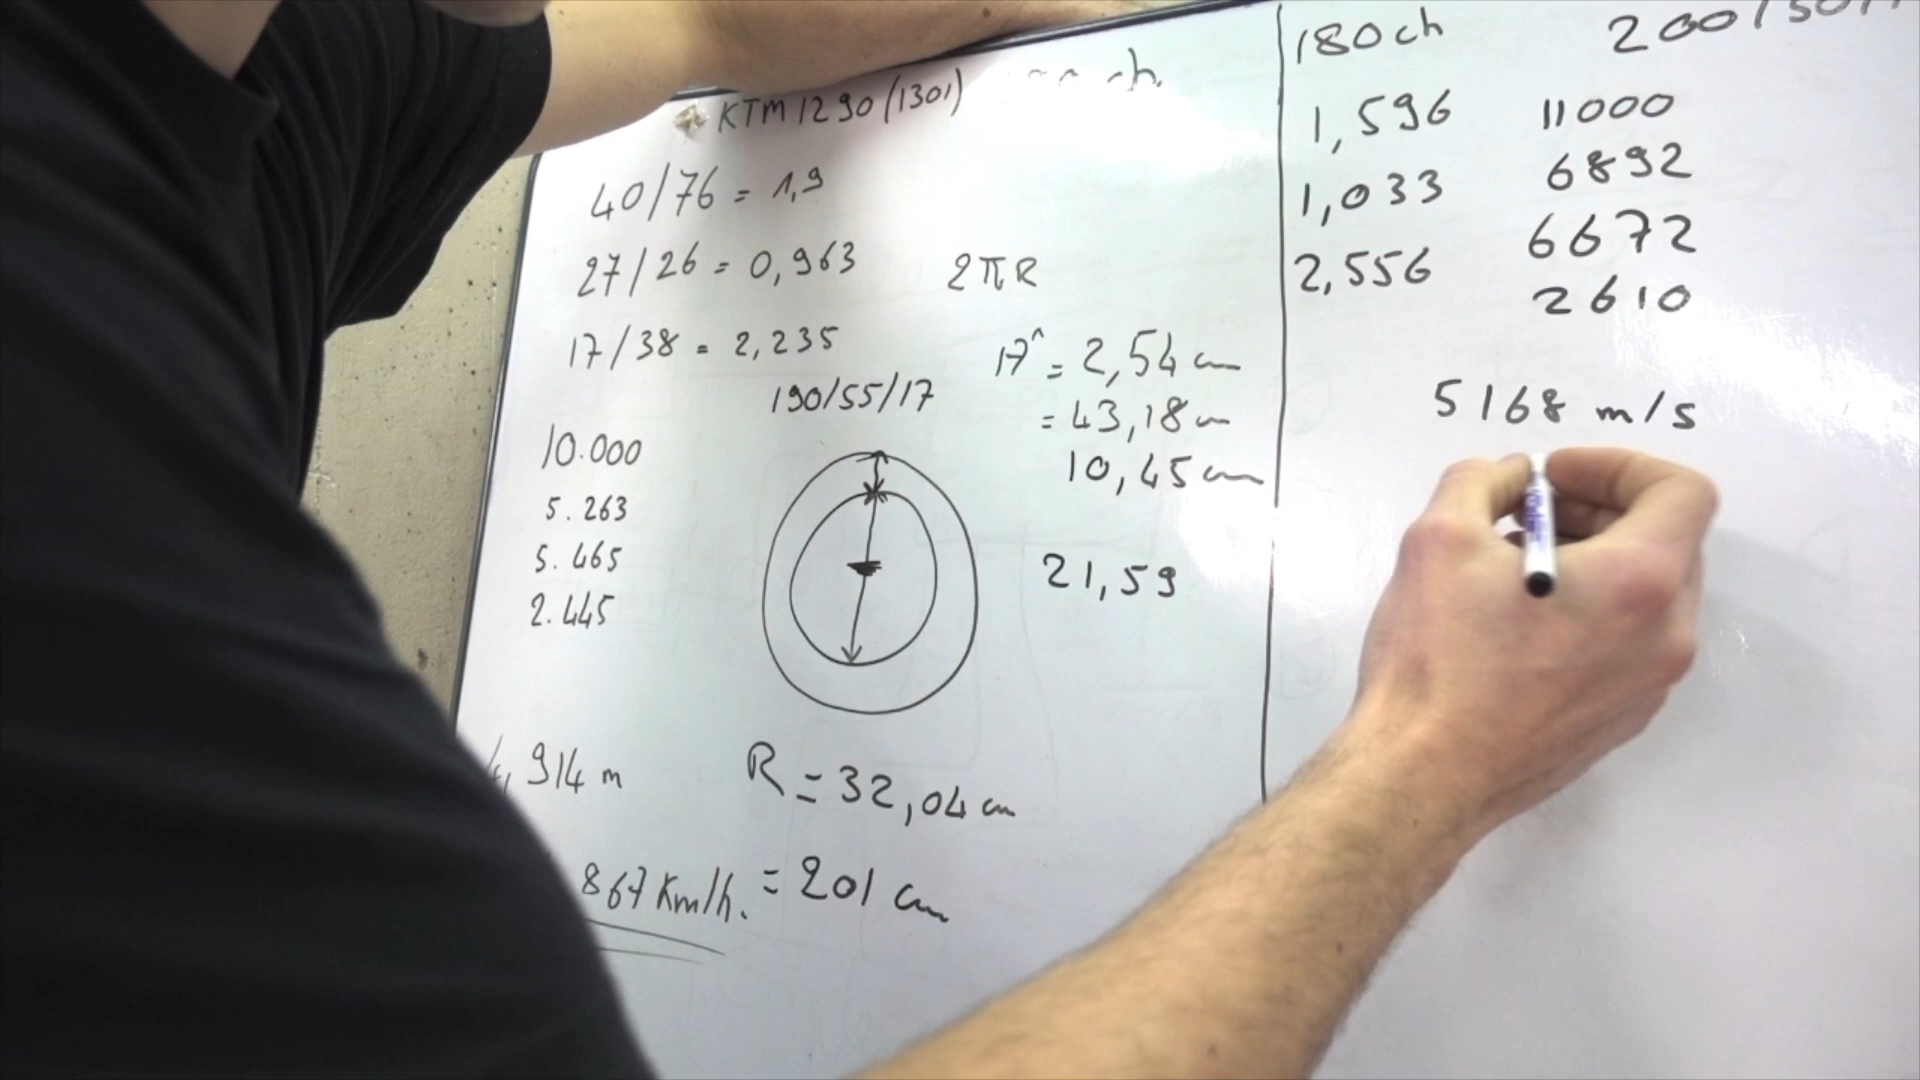 KTM 1290 (1301)
40/76 = 1,9
27/26 = 0,963
2πR
17/38 = 2,235
190/55/17
17" = 2,54 cm
= 43,18 cm
10,45 cm
10.000
5.263
5.465
2.445
21,59
4,914 m
R = 32,04 cm
867 Km/h.
= 201 cm
180 ch
1,596 11000
1,033 6892
2,556 6672
2610
5168 m/s